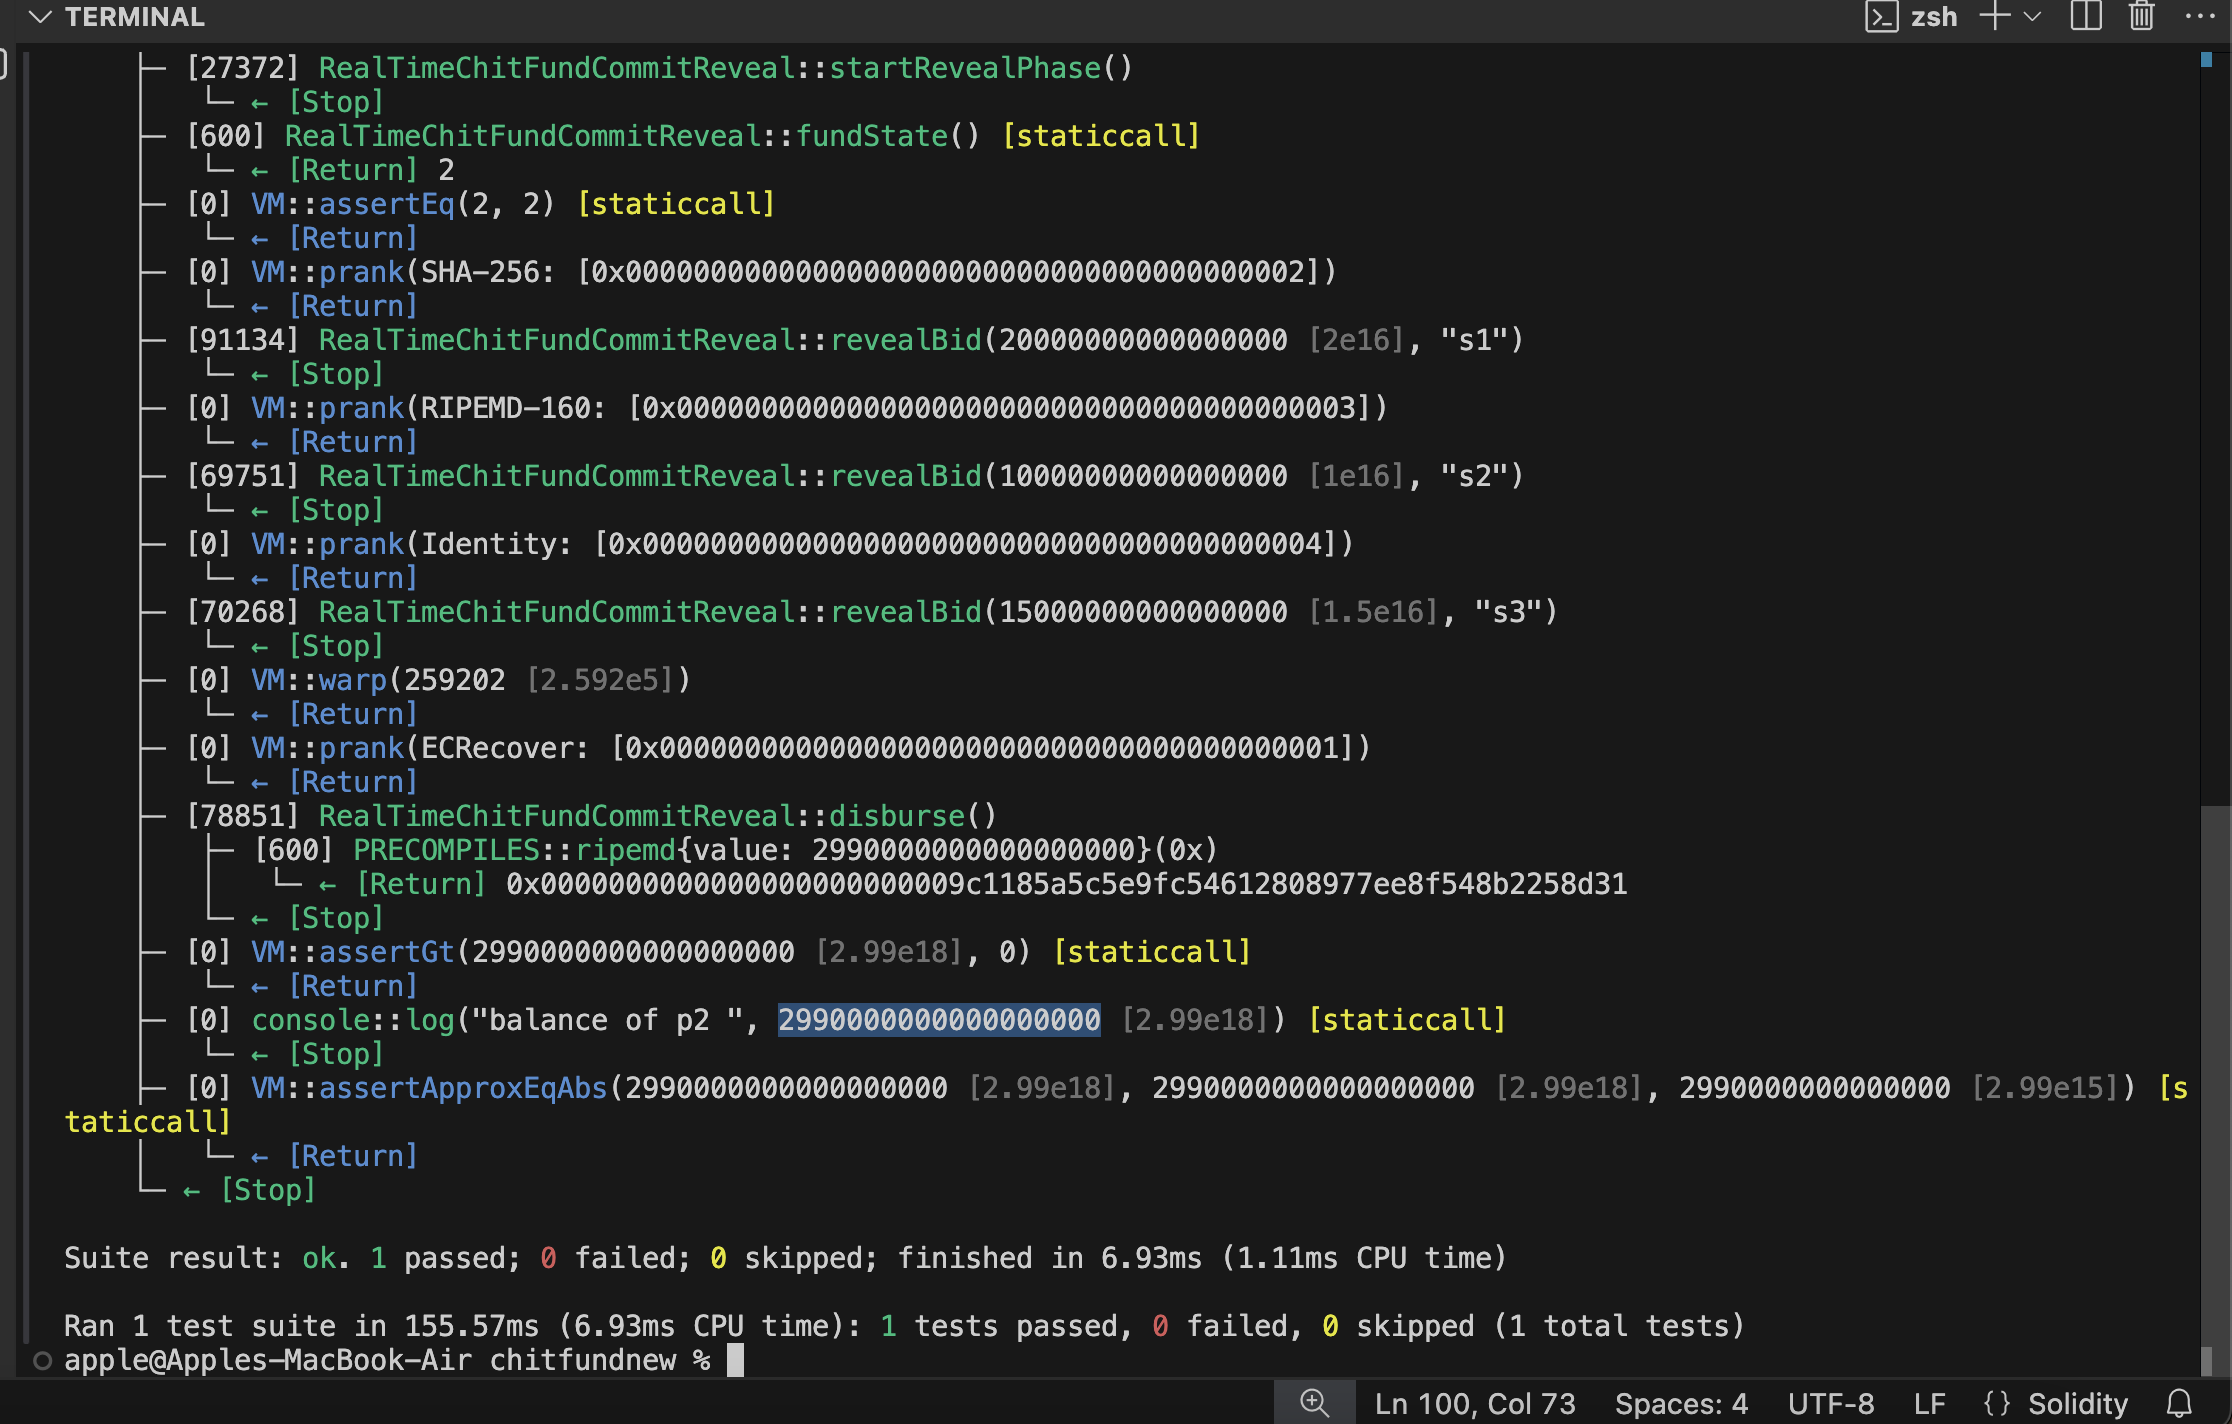 TERMINAL
zsh
├─ [27372] RealTimeChitFundCommitReveal::startRevealPhase()
│   └─ ← [Stop]
├─ [600] RealTimeChitFundCommitReveal::fundState() [staticcall]
│   └─ ← [Return] 2
├─ [0] VM::assertEq(2, 2) [staticcall]
│   └─ ← [Return]
├─ [0] VM::prank(SHA-256: [0x0000000000000000000000000000000000000002])
│   └─ ← [Return]
├─ [91134] RealTimeChitFundCommitReveal::revealBid(20000000000000000 [2e16], "s1")
│   └─ ← [Stop]
├─ [0] VM::prank(RIPEMD-160: [0x0000000000000000000000000000000000000003])
│   └─ ← [Return]
├─ [69751] RealTimeChitFundCommitReveal::revealBid(10000000000000000 [1e16], "s2")
│   └─ ← [Stop]
├─ [0] VM::prank(Identity: [0x0000000000000000000000000000000000000004])
│   └─ ← [Return]
├─ [70268] RealTimeChitFundCommitReveal::revealBid(15000000000000000 [1.5e16], "s3")
│   └─ ← [Stop]
├─ [0] VM::warp(259202 [2.592e5])
│   └─ ← [Return]
├─ [0] VM::prank(ECRecover: [0x0000000000000000000000000000000000000001])
│   └─ ← [Return]
├─ [78851] RealTimeChitFundCommitReveal::disburse()
│   ├─ [600] PRECOMPILES::ripemd{value: 2990000000000000000}(0x)
│   │   └─ ← [Return] 0x0000000000000000000000009c1185a5c5e9fc54612808977ee8f548b2258d31
│   └─ ← [Stop]
├─ [0] VM::assertGt(2990000000000000000 [2.99e18], 0) [staticcall]
│   └─ ← [Return]
├─ [0] console::log("balance of p2 ", 2990000000000000000 [2.99e18]) [staticcall]
│   └─ ← [Stop]
├─ [0] VM::assertApproxEqAbs(2990000000000000000 [2.99e18], 2990000000000000000 [2.99e18], 2990000000000000 [2.99e15]) [s
taticcall]
│   └─ ← [Return]
└─ ← [Stop]
Suite result: ok. 1 passed; 0 failed; 0 skipped; finished in 6.93ms (1.11ms CPU time)
Ran 1 test suite in 155.57ms (6.93ms CPU time): 1 tests passed, 0 failed, 0 skipped (1 total tests)
apple@Apples-MacBook-Air chitfundnew %
Ln 100, Col 73 Spaces: 4 UTF-8 LF {} Solidity